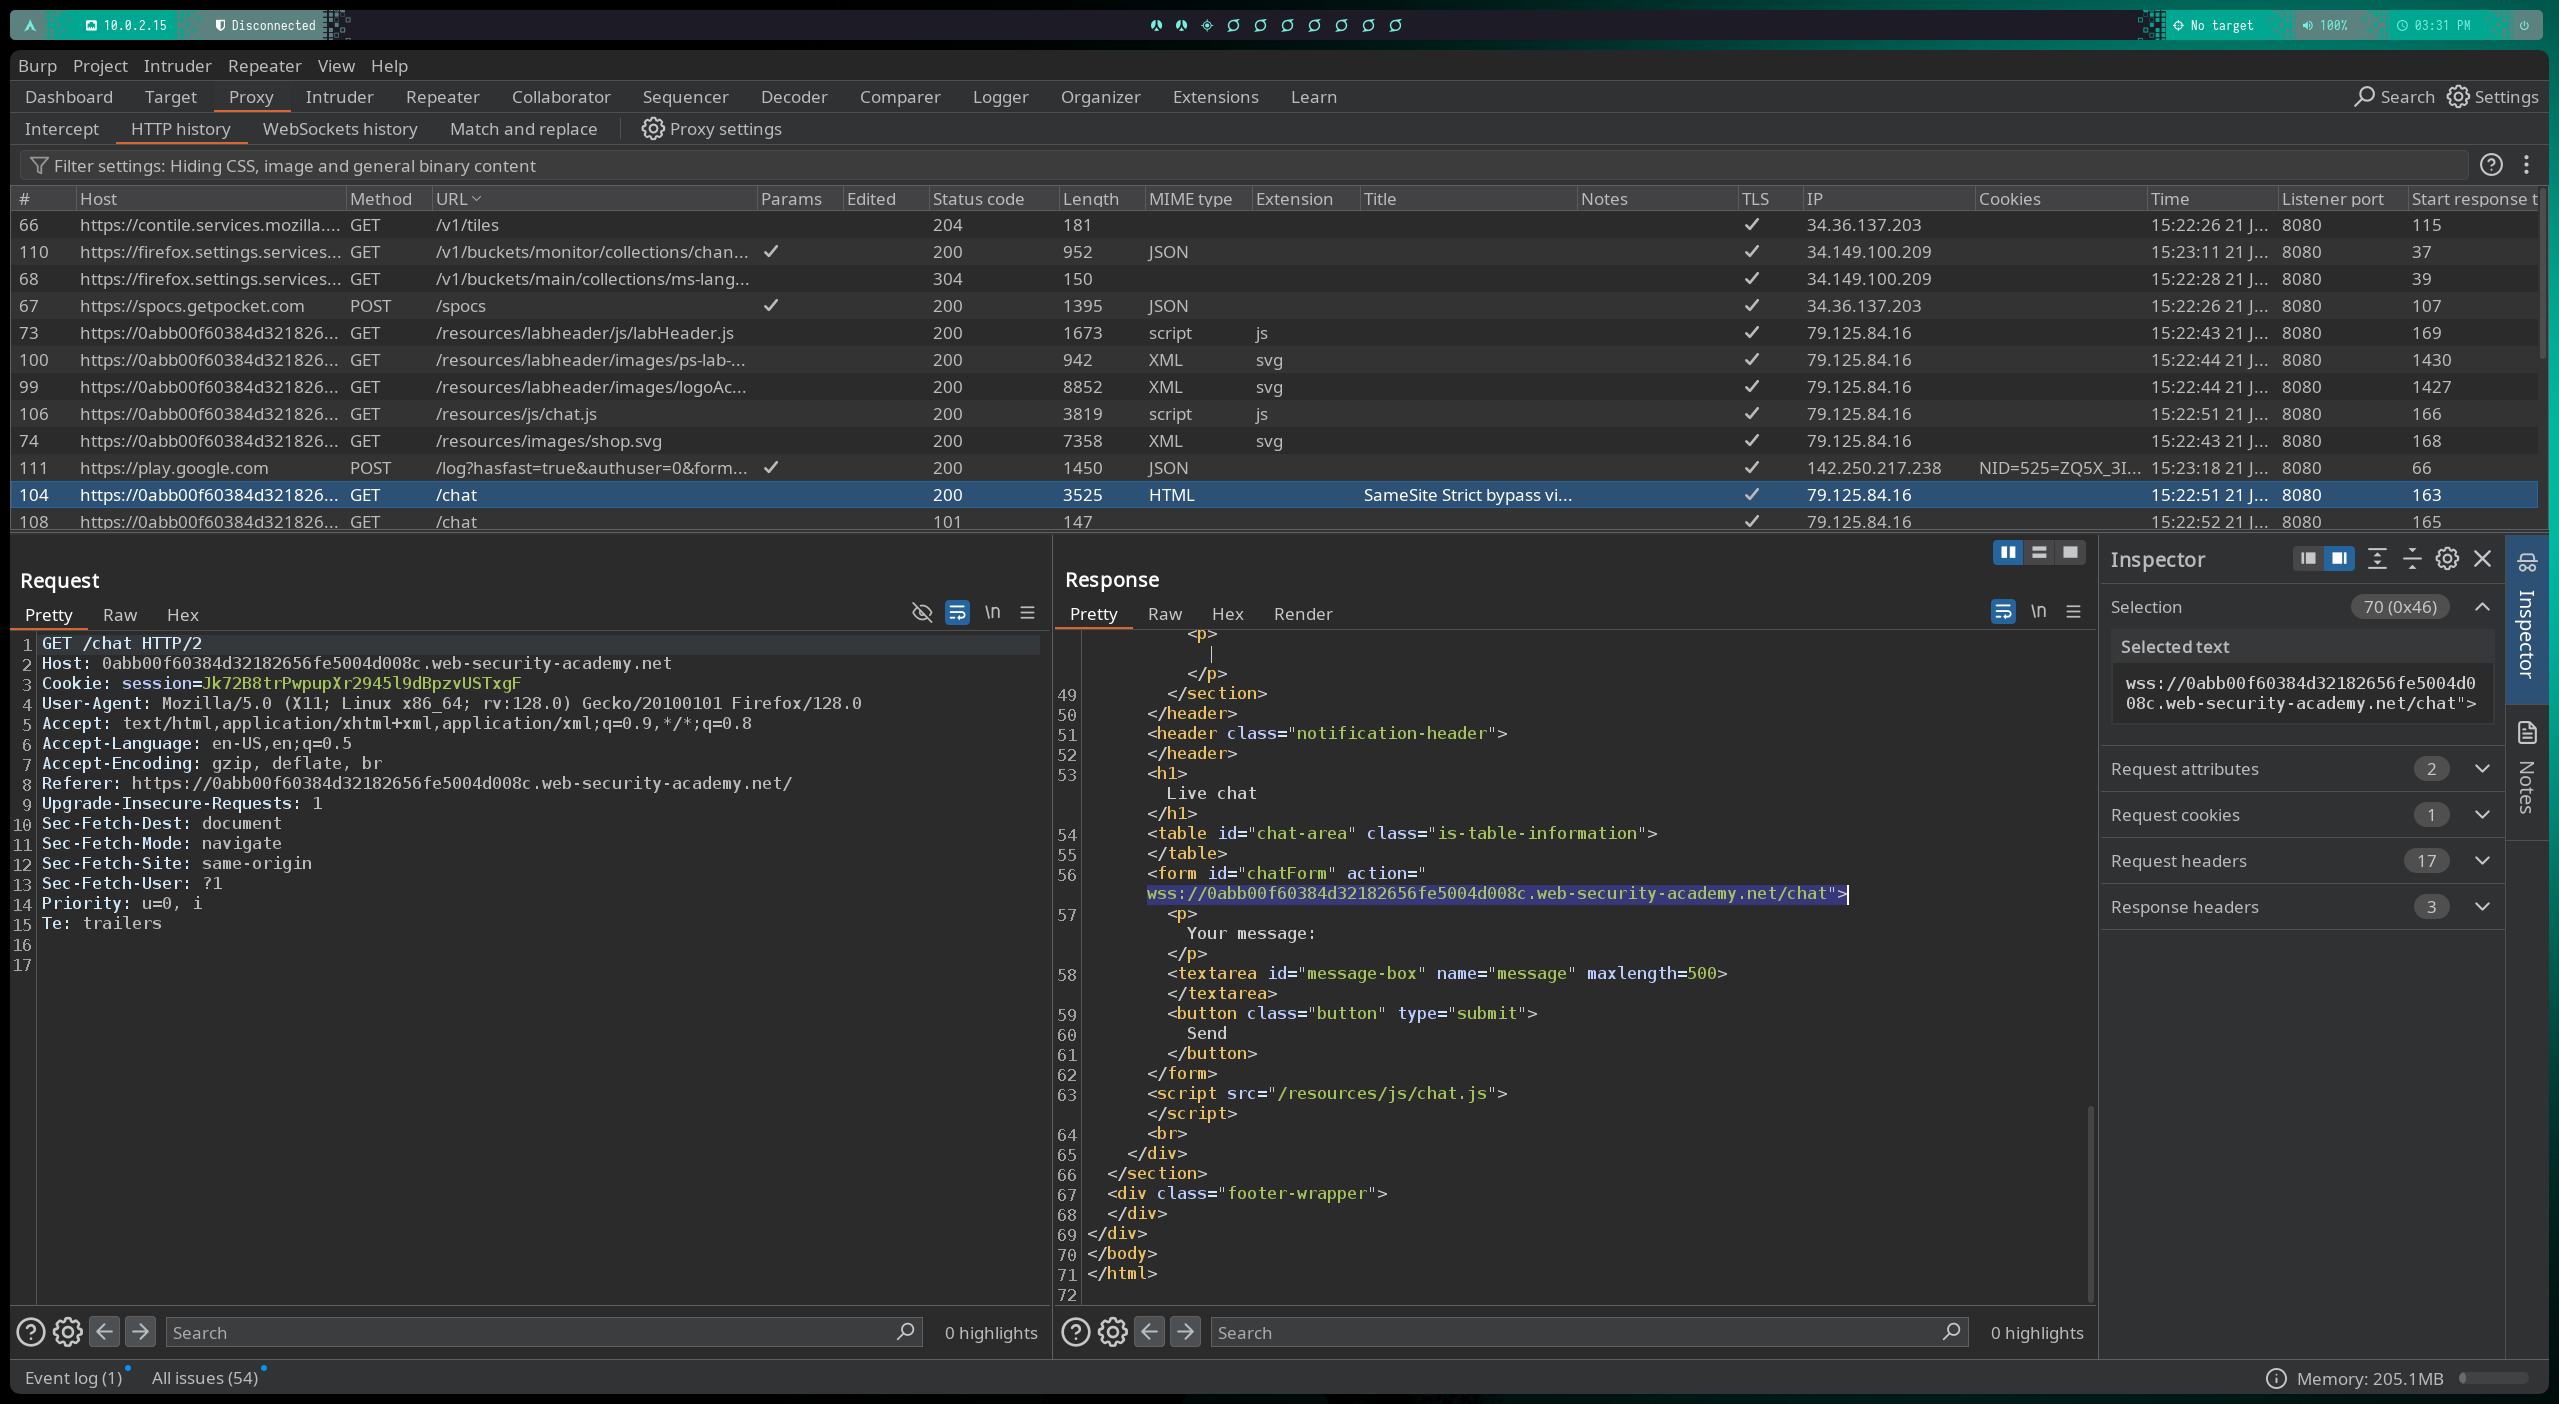 10.0.2.15 Disconnected No target 100% 03:31 PM
Burp Project Intruder Repeater View Help
Dashboard Target Proxy Intruder Repeater Collaborator Sequencer Decoder Comparer Logger Organizer Extensions Learn Search Settings
Intercept HTTP history WebSockets history Match and replace Proxy settings
Filter settings: Hiding CSS, image and general binary content
# Host Method URL Params Edited Status code Length MIME type Extension Title Notes TLS IP Cookies Time Listener port Start response t
66 https://contile.services.mozilla.... GET /v1/tiles 204 181 ✓ 34.36.137.203 15:22:26 21 J... 8080 115
110 https://firefox.settings.services... GET /v1/buckets/monitor/collections/chan... ✓ 200 952 JSON ✓ 34.149.100.209 15:23:11 21 J... 8080 37
68 https://firefox.settings.services... GET /v1/buckets/main/collections/ms-lang... 304 150 ✓ 34.149.100.209 15:22:28 21 J... 8080 39
67 https://spocs.getpocket.com POST /spocs ✓ 200 1395 JSON ✓ 34.36.137.203 15:22:26 21 J... 8080 107
73 https://0abb00f60384d321826... GET /resources/labheader/js/labHeader.js 200 1673 script js ✓ 79.125.84.16 15:22:43 21 J... 8080 169
100 https://0abb00f60384d321826... GET /resources/labheader/images/ps-lab-... 200 942 XML svg ✓ 79.125.84.16 15:22:44 21 J... 8080 1430
99 https://0abb00f60384d321826... GET /resources/labheader/images/logoAc... 200 8852 XML svg ✓ 79.125.84.16 15:22:44 21 J... 8080 1427
106 https://0abb00f60384d321826... GET /resources/js/chat.js 200 3819 script js ✓ 79.125.84.16 15:22:51 21 J... 8080 166
74 https://0abb00f60384d321826... GET /resources/images/shop.svg 200 7358 XML svg ✓ 79.125.84.16 15:22:43 21 J... 8080 168
111 https://play.google.com POST /log?hasfast=true&authuser=0&form... ✓ 200 1450 JSON ✓ 142.250.217.238 NID=525=ZQ5X_3I... 15:23:18 21 J... 8080 66
104 https://0abb00f60384d321826... GET /chat 200 3525 HTML SameSite Strict bypass vi... ✓ 79.125.84.16 15:22:51 21 J... 8080 163
108 https://0abb00f60384d321826... GET /chat 101 147 ✓ 79.125.84.16 15:22:52 21 J... 8080 165
Request
Pretty Raw Hex \n
1 GET /chat HTTP/2
2 Host: 0abb00f60384d32182656fe5004d008c.web-security-academy.net
3 Cookie: session=Jk72B8trPwpupXr2945l9dBpzvUSTxgF
4 User-Agent: Mozilla/5.0 (X11; Linux x86_64; rv:128.0) Gecko/20100101 Firefox/128.0
5 Accept: text/html,application/xhtml+xml,application/xml;q=0.9,*/*;q=0.8
6 Accept-Language: en-US,en;q=0.5
7 Accept-Encoding: gzip, deflate, br
8 Referer: https://0abb00f60384d32182656fe5004d008c.web-security-academy.net/
9 Upgrade-Insecure-Requests: 1
10 Sec-Fetch-Dest: document
11 Sec-Fetch-Mode: navigate
12 Sec-Fetch-Site: same-origin
13 Sec-Fetch-User: ?1
14 Priority: u=0, i
15 Te: trailers
16
17
Search 0 highlights
Response
Pretty Raw Hex Render \n
<p>
|
</p>
49 </section>
50 </header>
51 <header class="notification-header">
52 </header>
53 <h1>
Live chat
</h1>
54 <table id="chat-area" class="is-table-information">
55 </table>
56 <form id="chatForm" action="
wss://0abb00f60384d32182656fe5004d008c.web-security-academy.net/chat">
57 <p>
Your message:
</p>
58 <textarea id="message-box" name="message" maxlength=500>
</textarea>
59 <button class="button" type="submit">
60 Send
61 </button>
62 </form>
63 <script src="/resources/js/chat.js">
</script>
64 <br>
65 </div>
66 </section>
67 <div class="footer-wrapper">
68 </div>
69 </div>
70 </body>
71 </html>
72
Search 0 highlights
Inspector
Selection 70 (0x46)
Selected text
wss://0abb00f60384d32182656fe5004d0
08c.web-security-academy.net/chat">
Request attributes 2
Request cookies 1
Request headers 17
Response headers 3
Inspector
Notes
Event log (1) All issues (54) Memory: 205.1MB